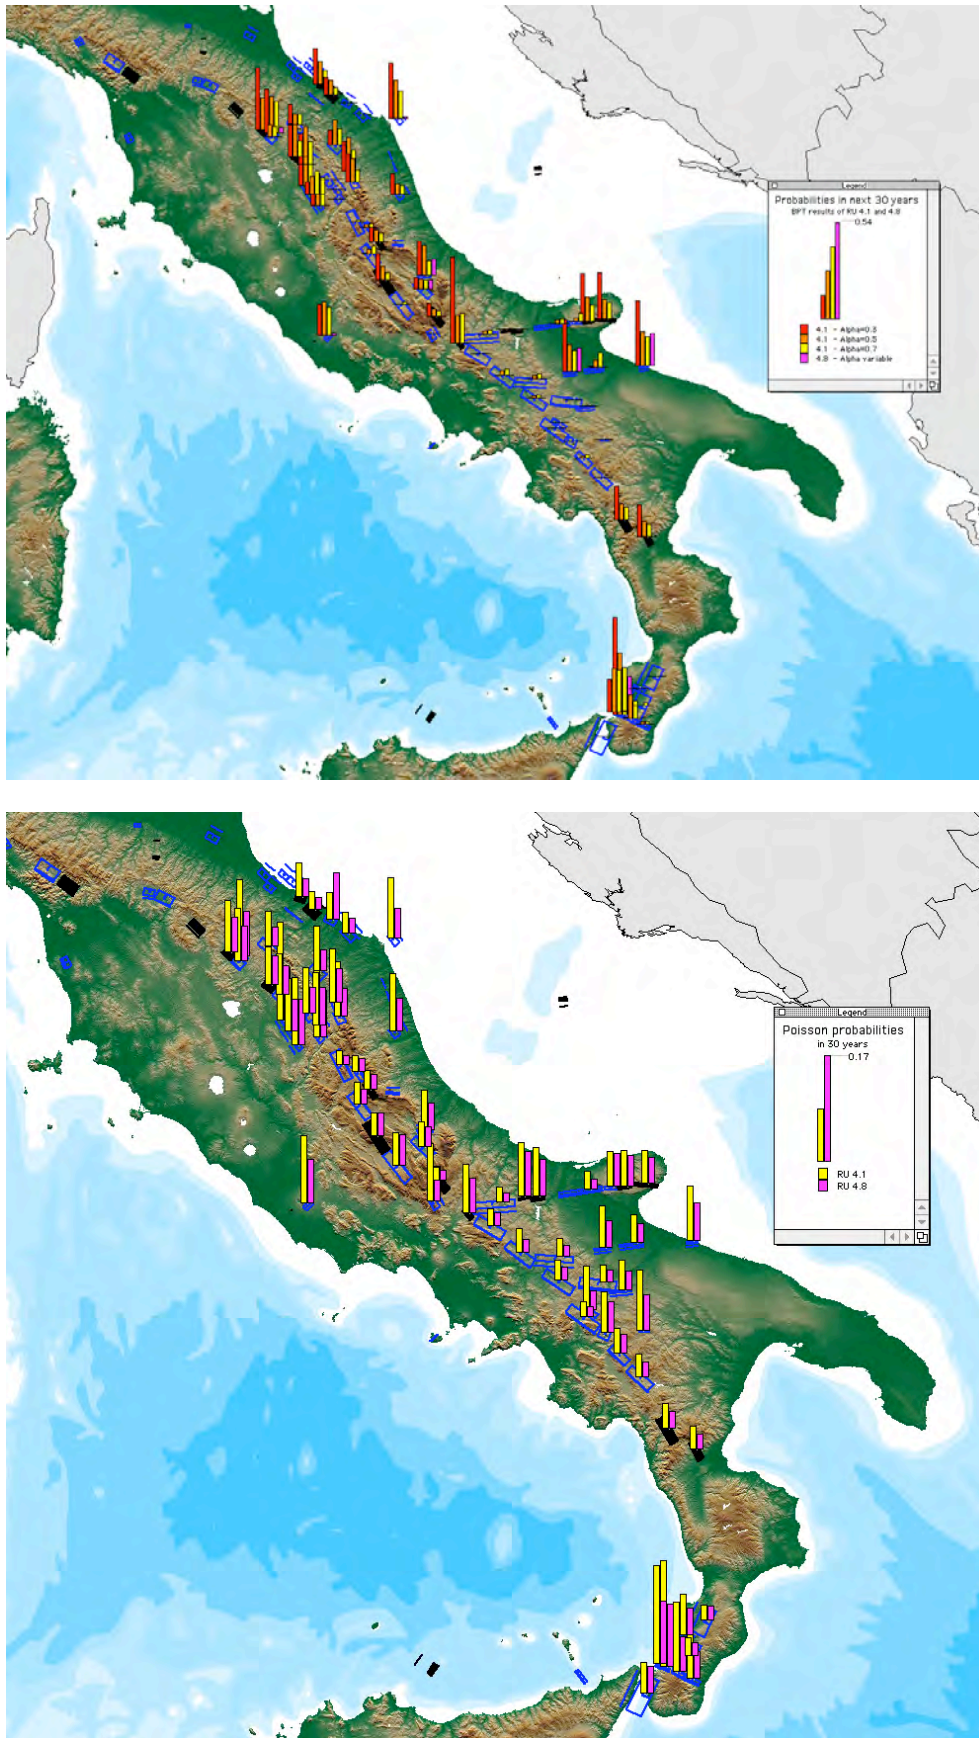 Legend
Probabilities in next 30 years
BPT results of RU 4.1 and 4.8
0.54
4.1 - Alpha=0.3
4.1 - Alpha=0.5
4.1 - Alpha=0.7
4.8 - Alpha variable
Legend
Poisson probabilities
in 30 years
0.17
RU 4.1
RU 4.8